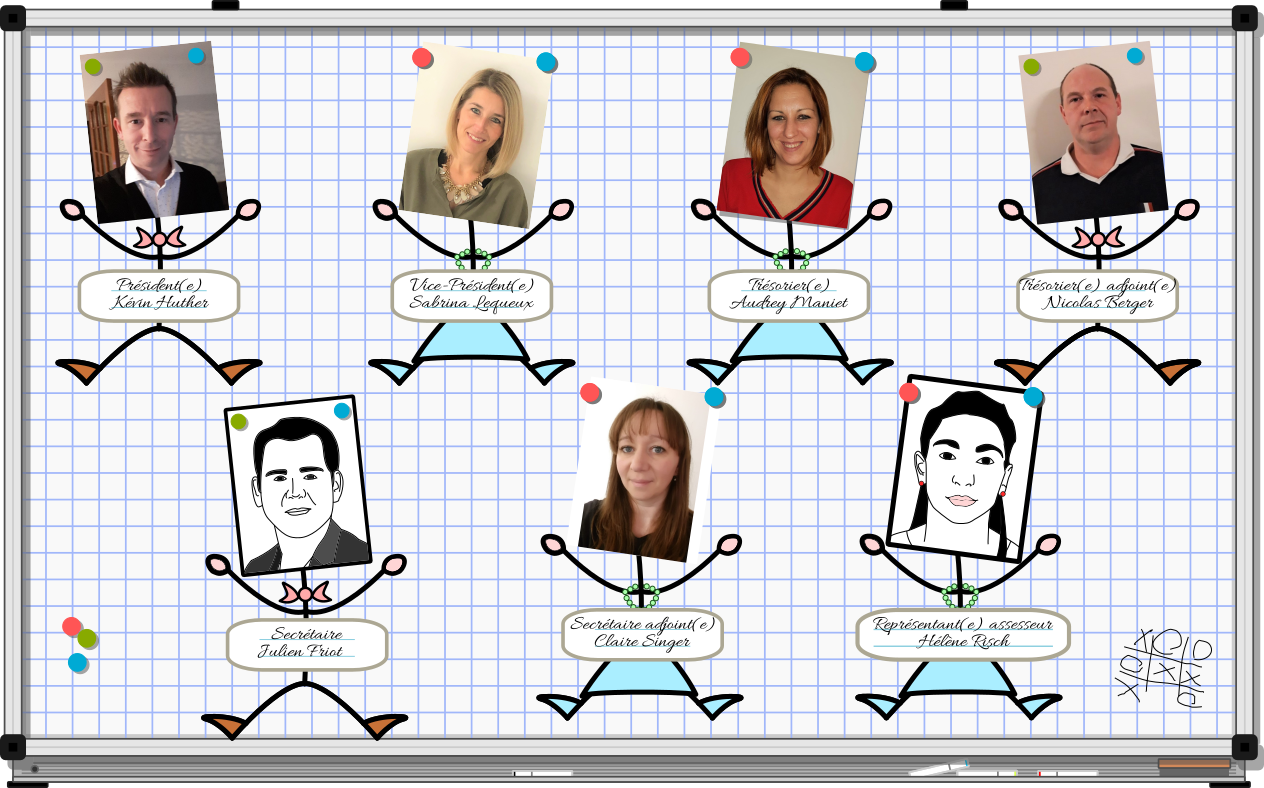 Président(e)
Kévin Huther
Vice-Président(e)
Sabrina Lequeux
Trésorier(e)
Audrey Maniet
Trésorier(e) adjoint(e)
Nicolas Berger
Secrétaire
Julien Friot
Secrétaire adjoint(e)
Claire Singer
Représentant(e) assesseur
Hélène Risch